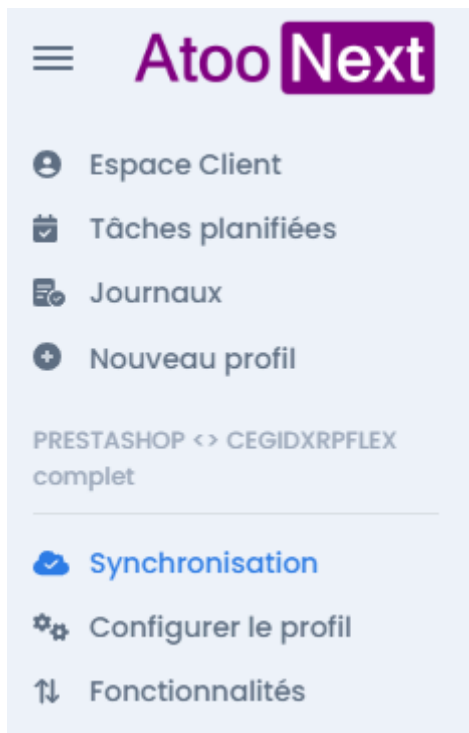 Atoo Next
Espace Client
Tâches planifiées
Journaux
Nouveau profil
PRESTASHOP <> CEGIDXRPFLEX
complet
Synchronisation
Configurer le profil
Fonctionnalités